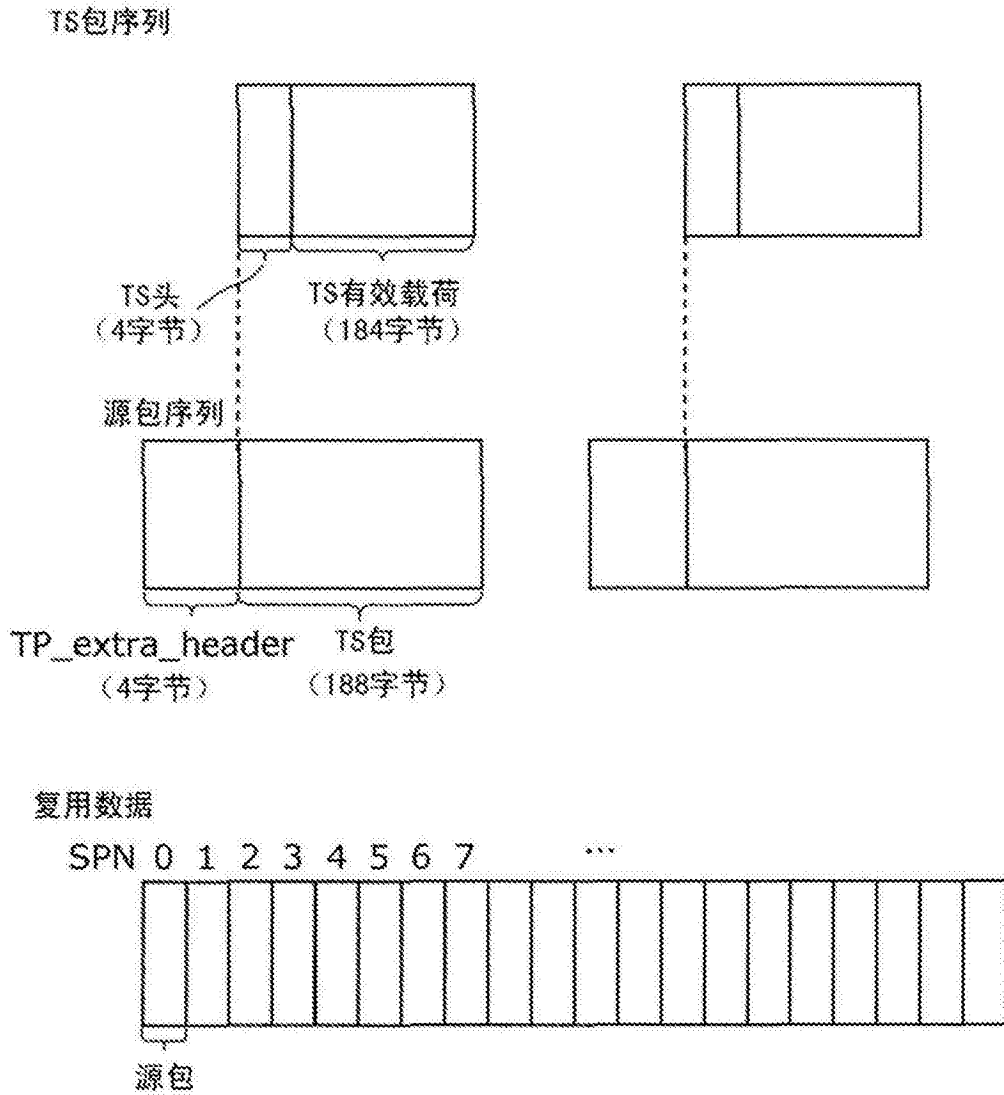 TS包序列
TS头
(4字节)
TS有效载荷
(184字节)
源包序列
TP_extra_header
(4字节)
TS包
(188字节)
复用数据
SPN 0 1 2 3 4 5 6 7 ...
源包